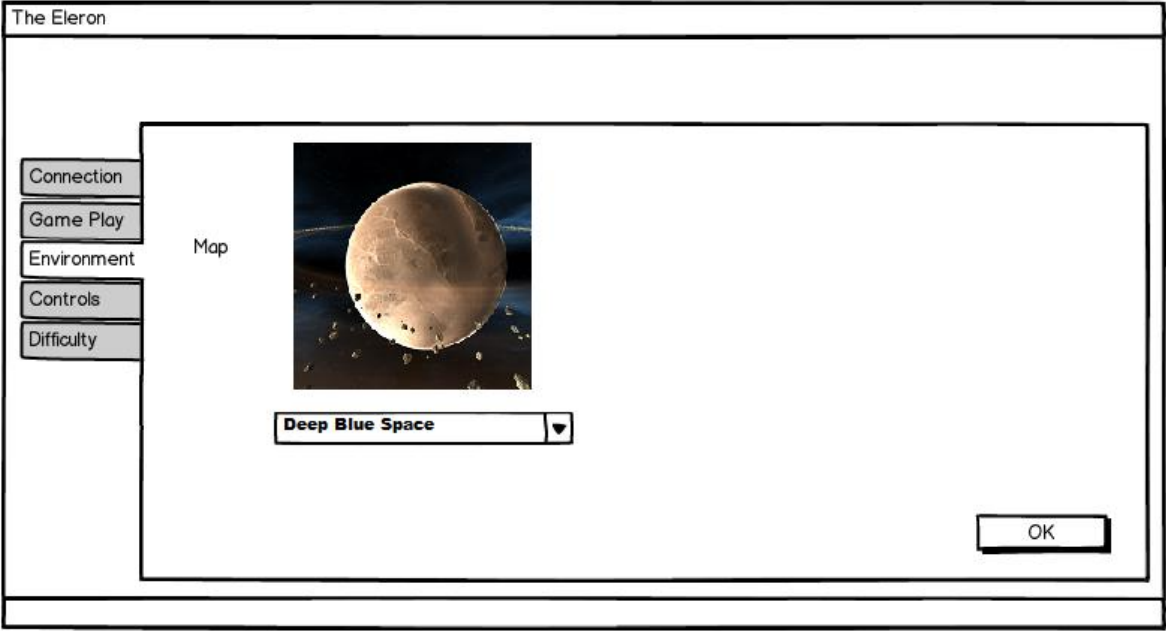 The Eleron
Connection
Game Play
Environment
Controls
Difficulty
Map
Deep Blue Space
OK